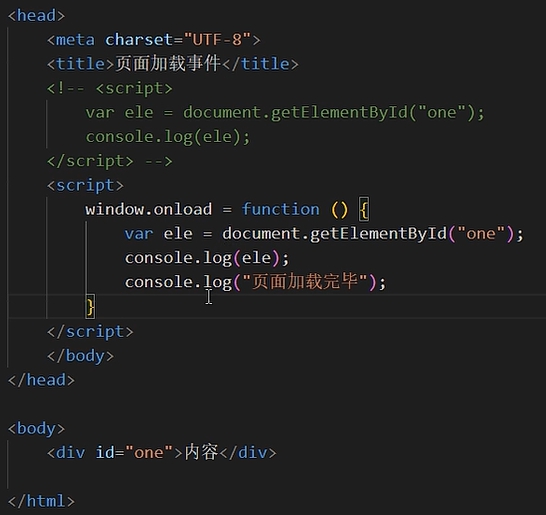 <head>
<meta charset="UTF-8">
<title>页面加载事件</title>
<!-- <script>
var ele = document.getElementById("one");
console.log(ele);
</script> -->
<script>
window.onload = function () {
var ele = document.getElementById("one");
console.log(ele);
console.log("页面加载完毕");
}
</script>
</body>
</head>
<body>
<div id="one">内容</div>
</html>